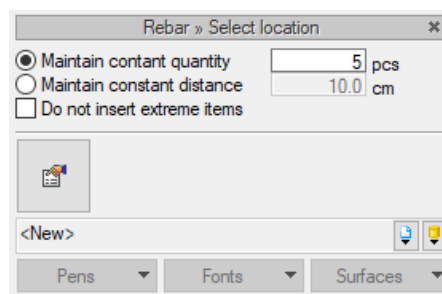 Rebar » Select location
Maintain contant quantity 5 pcs
Maintain constant distance 10.0 cm
Do not insert extreme items
<New>
Pens Fonts Surfaces